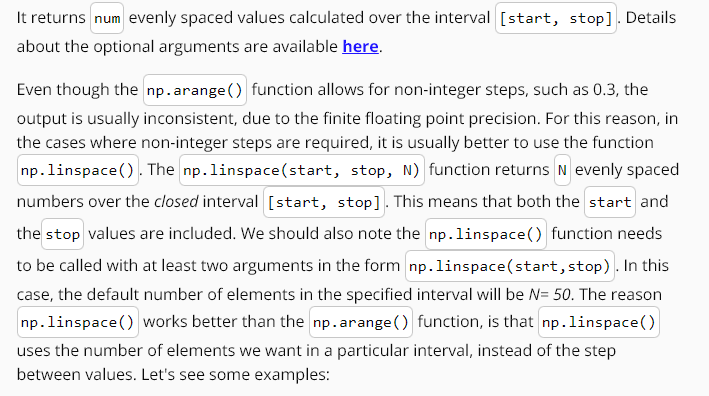 It returns num evenly spaced values calculated over the interval [start, stop]. Details
about the optional arguments are available here.
Even though the np.arange() function allows for non-integer steps, such as 0.3, the
output is usually inconsistent, due to the finite floating point precision. For this reason, in
the cases where non-integer steps are required, it is usually better to use the function
np.linspace(). The np.linspace(start, stop, N) function returns N evenly spaced
numbers over the closed interval [start, stop]. This means that both the start and
the stop values are included. We should also note the np.linspace() function needs
to be called with at least two arguments in the form np.linspace(start,stop). In this
case, the default number of elements in the specified interval will be N= 50. The reason
np.linspace() works better than the np.arange() function, is that np.linspace()
uses the number of elements we want in a particular interval, instead of the step
between values. Let's see some examples: